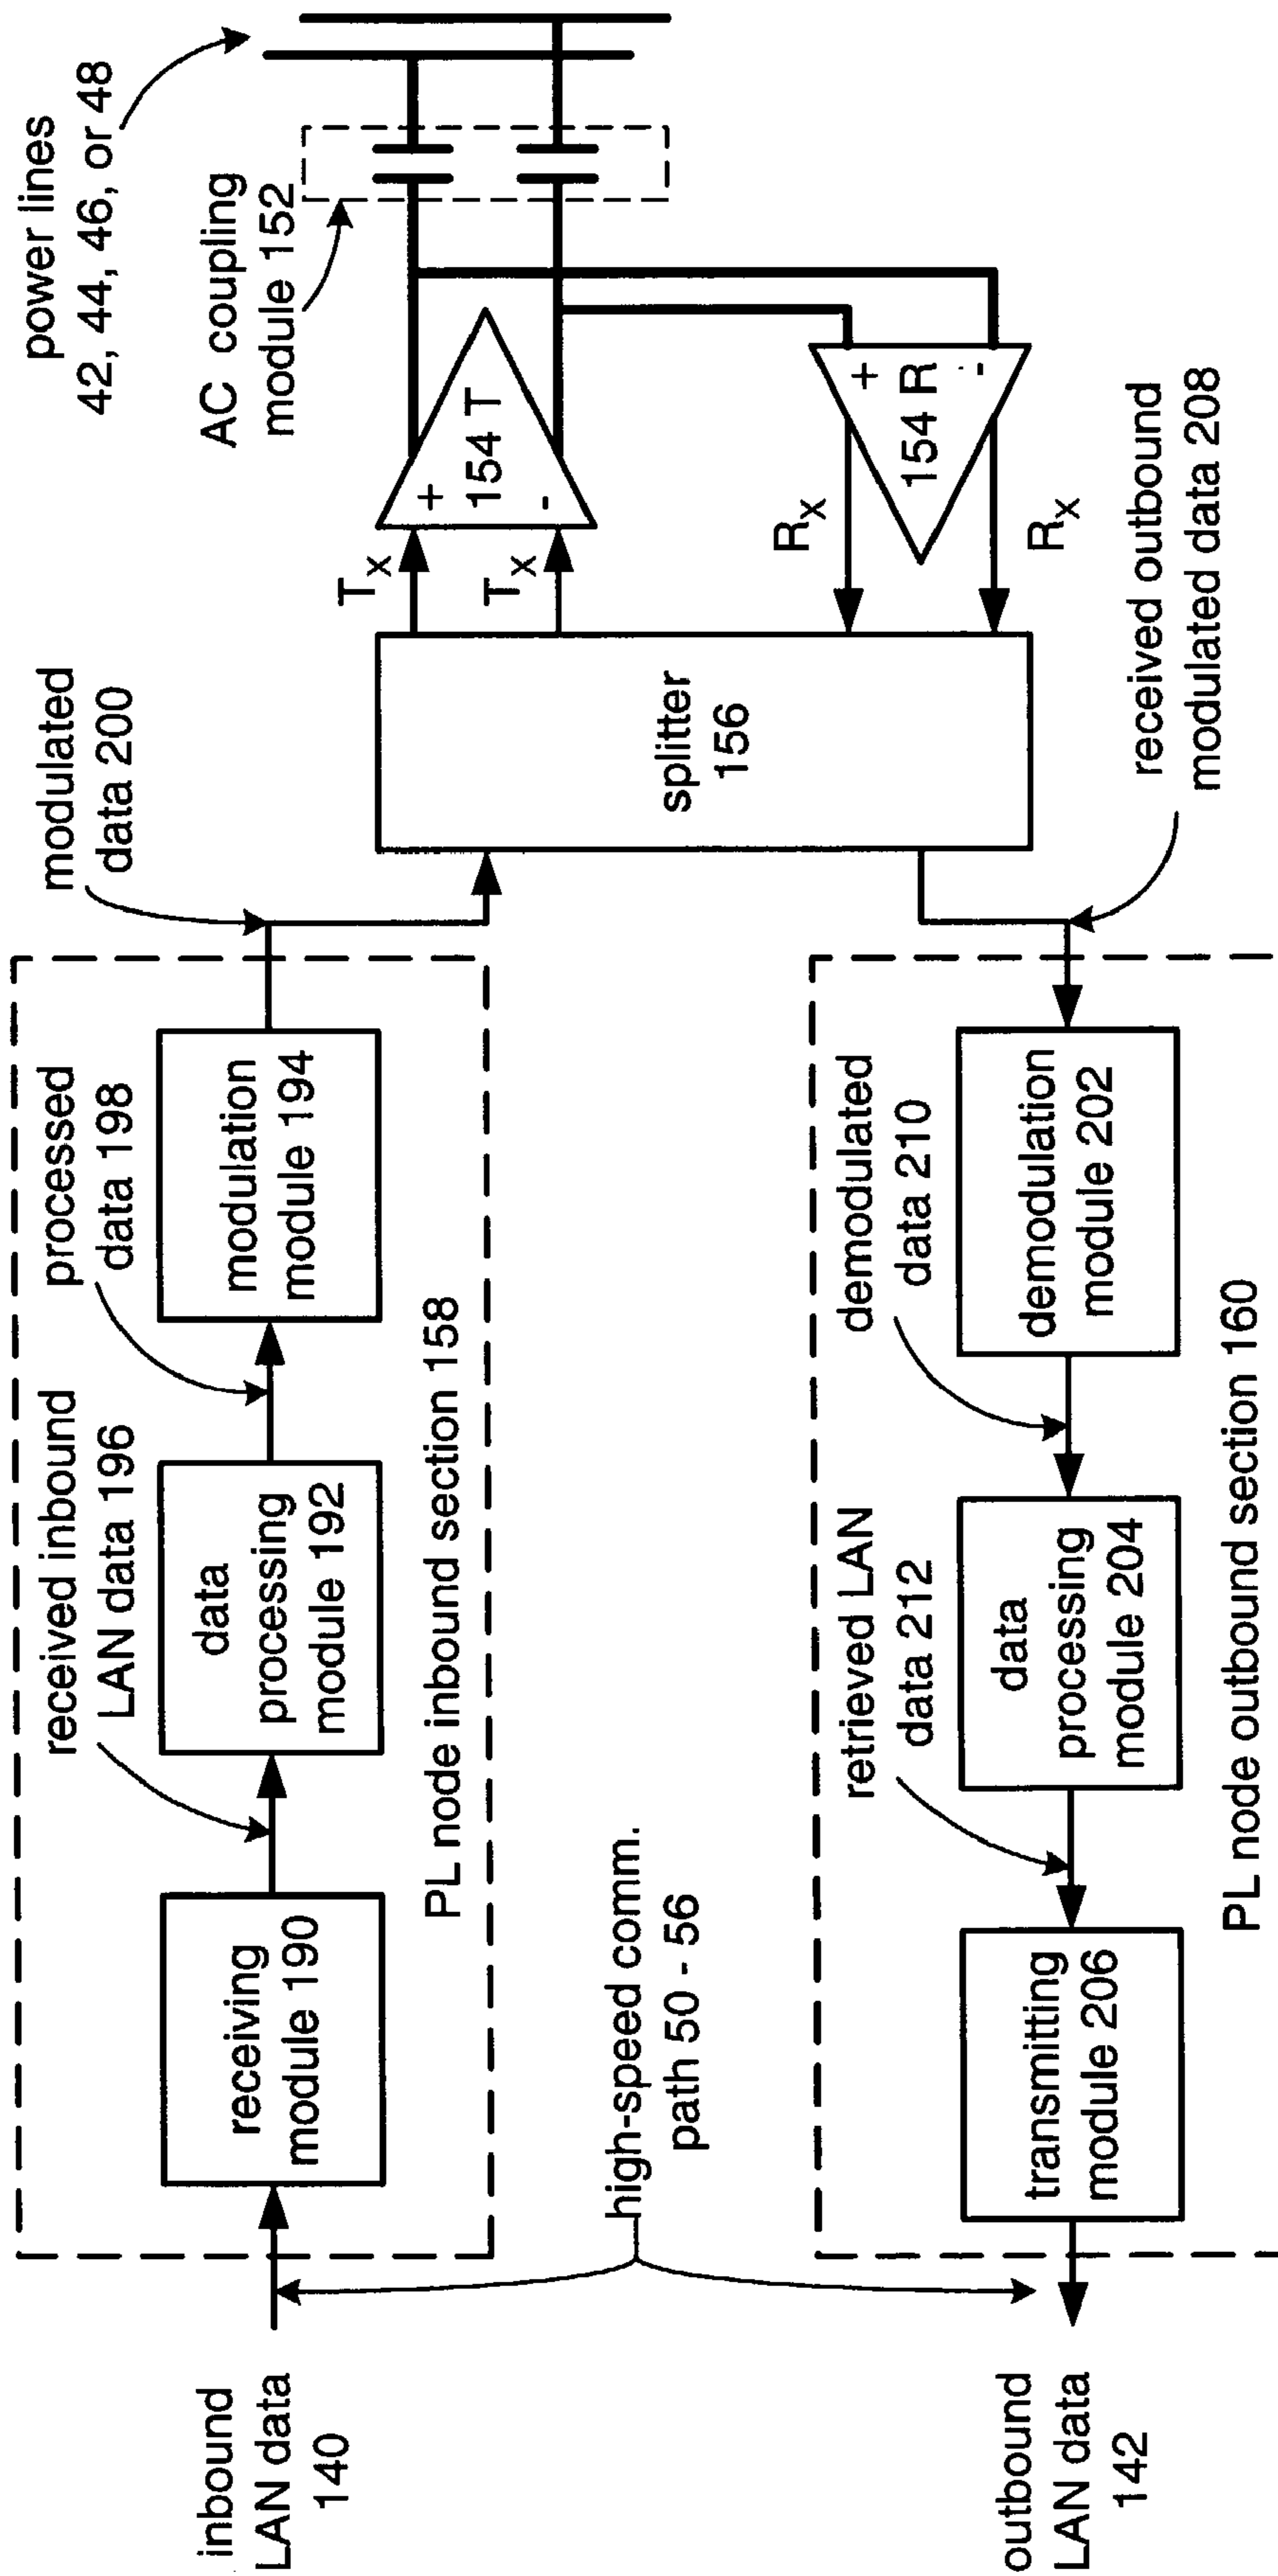 power lines
42, 44, 46, or 48
AC coupling
module 152
modulated
data 200
processed
data 198
received inbound
LAN data 196
receiving
module 190
data
processing
module 192
modulation
module 194
PL node inbound section 158
inbound
LAN data
140
high-speed comm.
path 50 - 56
splitter
156
Tx
Tx
+
154 T
-
Rx
Rx
+
154 R
-
received outbound
modulated data 208
demodulated
data 210
retrieved LAN
data 212
transmitting
module 206
data
processing
module 204
demodulation
module 202
PL node outbound section 160
outbound
LAN data
142